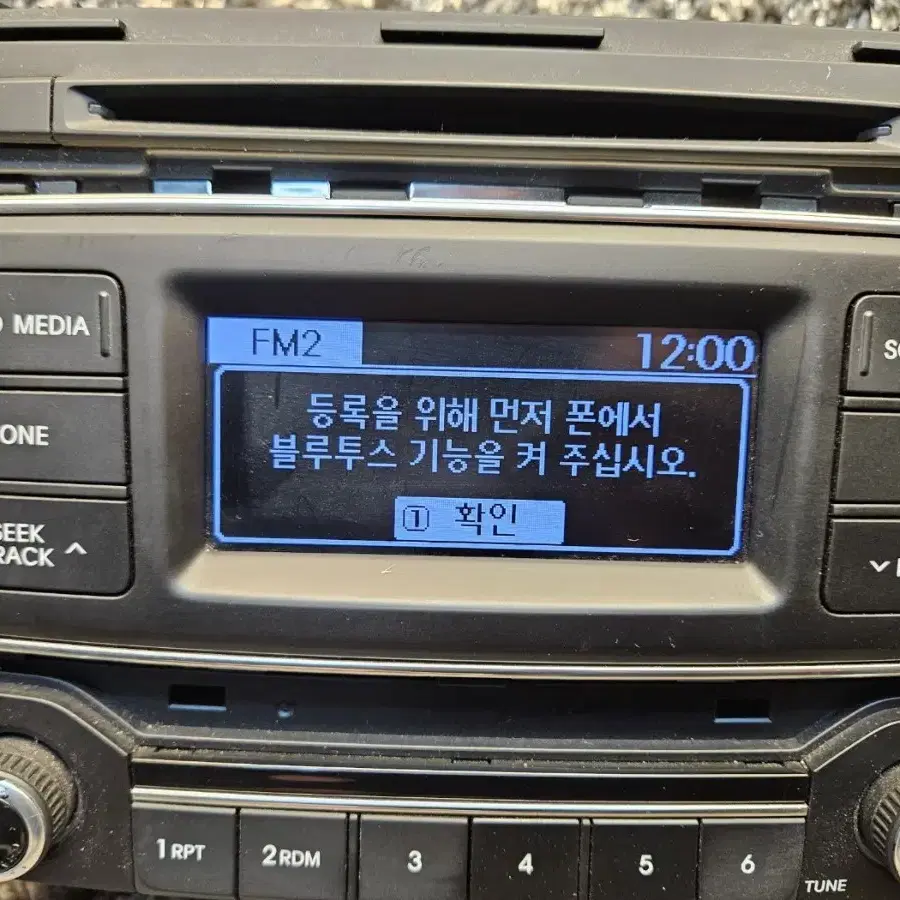 FM2
12:00
등록을 위해 먼저 폰에서
블루투스 기능을 켜 주십시오.
① 확인
MEDIA
ONE
SEEK
RACK
1 RPT
2 RDM
3
4
5
6
TUNE